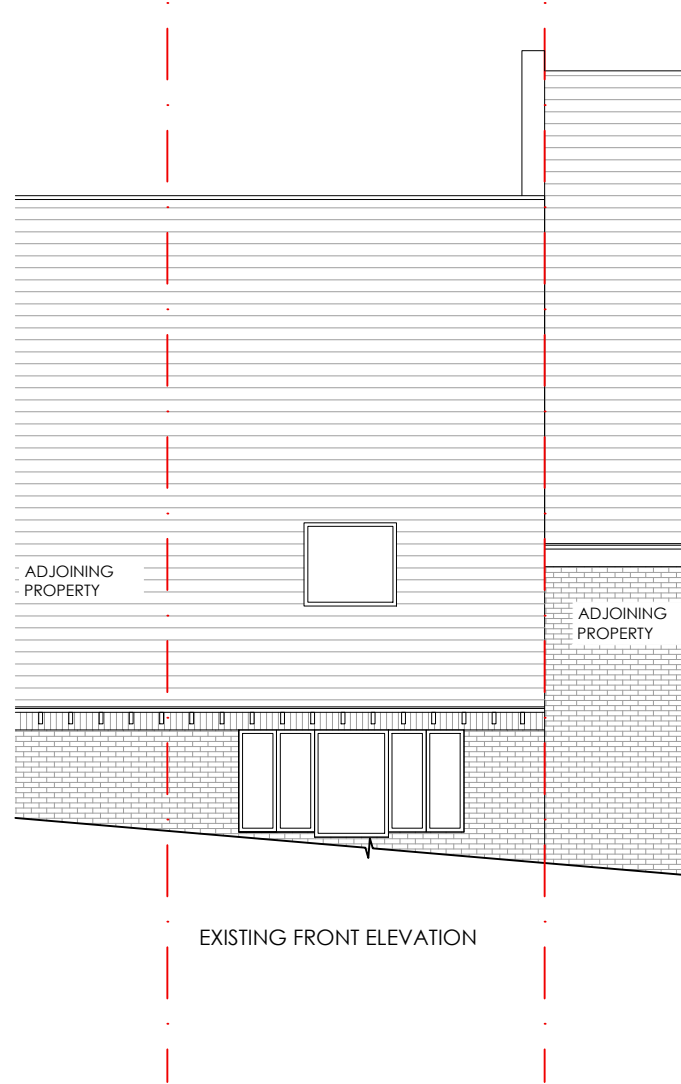 ADJOINING
PROPERTY
ADJOINING
PROPERTY
EXISTING FRONT ELEVATION